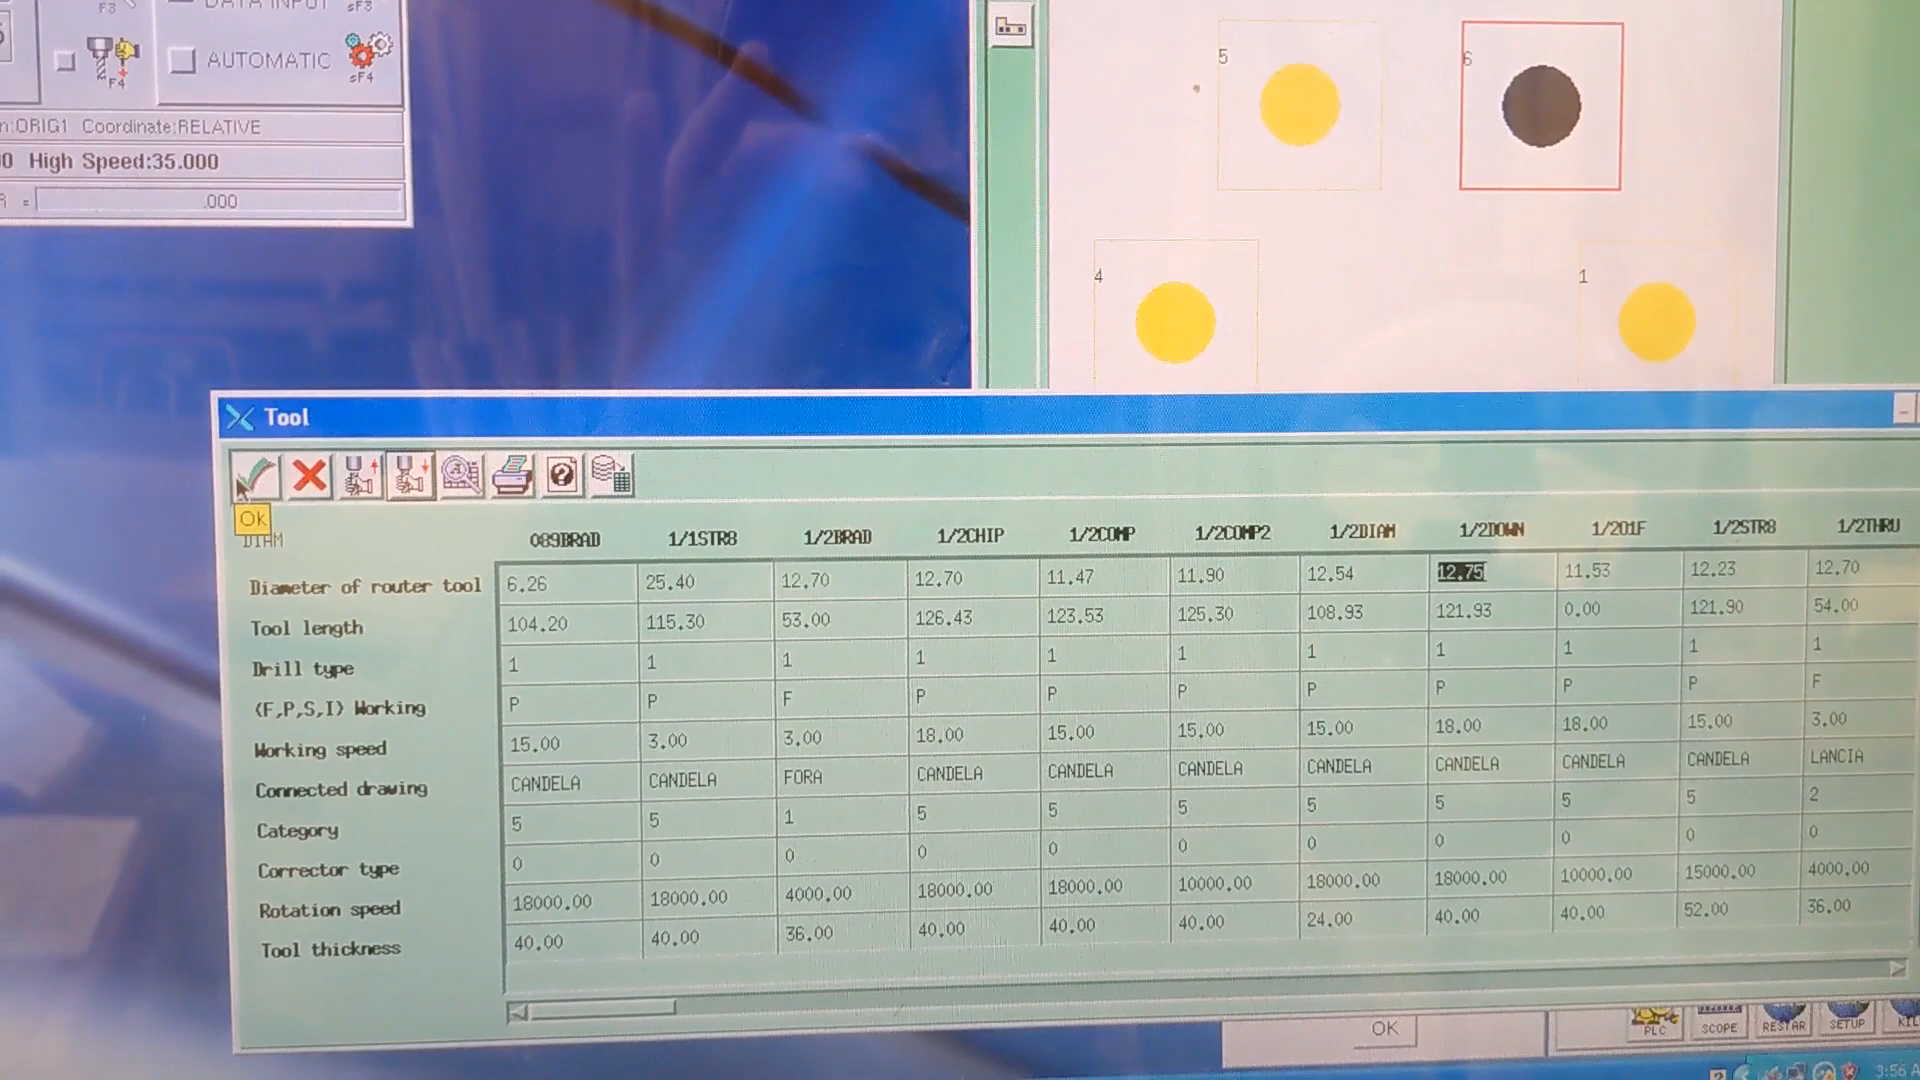 F3
DATA INPUT
sF3
F4
AUTOMATIC
sF4
n:ORIG1 Coordinate:RELATIVE
0 High Speed:35.000
= .000
5
6
4
1
Tool
Ok
DIAM
089BRAD 1/1STR8 1/2BRAD 1/2CHIP 1/2COMP 1/2COMP2 1/2DIAM 1/2DOWN 1/2O1F 1/2STR8 1/2THRU
Diameter of router tool 6.26 25.40 12.70 12.70 11.47 11.90 12.54 12.75 11.53 12.23 12.70
Tool length 104.20 115.30 53.00 126.43 123.53 125.30 108.93 121.93 0.00 121.90 54.00
Drill type 1 1 1 1 1 1 1 1 1 1 1
(F,P,S,I) Working P P F P P P P P P P F
Working speed 15.00 3.00 3.00 18.00 15.00 15.00 15.00 18.00 18.00 15.00 3.00
Connected drawing CANDELA CANDELA FORA CANDELA CANDELA CANDELA CANDELA CANDELA CANDELA CANDELA LANCIA
Category 5 5 1 5 5 5 5 5 5 5 2
Corrector type 0 0 0 0 0 0 0 0 0 0 0
Rotation speed 18000.00 18000.00 4000.00 18000.00 18000.00 10000.00 18000.00 18000.00 10000.00 15000.00 4000.00
Tool thickness 40.00 40.00 36.00 40.00 40.00 40.00 24.00 40.00 40.00 52.00 36.00
OK
PLC SCOPE RESTAR SETUP KIL
3:56 A